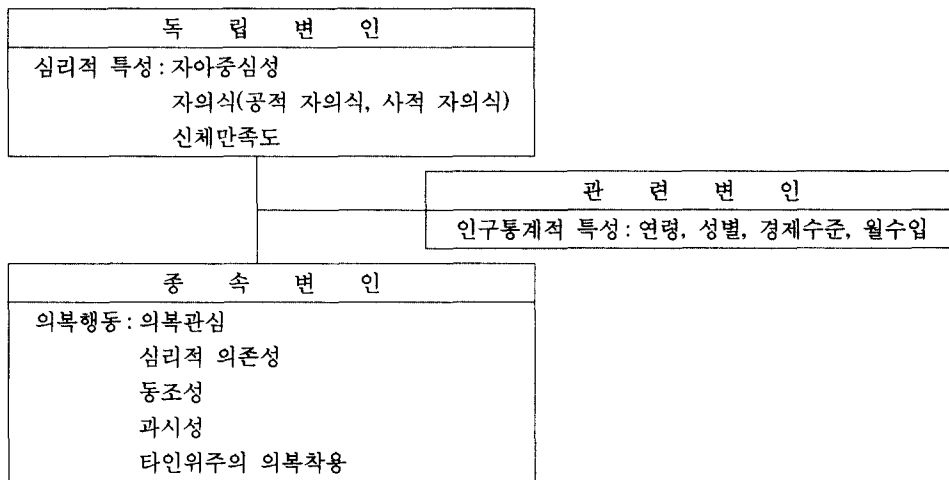 독 립 변 인
심리적 특성 : 자아중심성
자의식(공적 자의식, 사적 자의식)
신체만족도
관 련 변 인
인구통계적 특성 : 연령, 성별, 경제수준, 월수입
종 속 변 인
의복행동 : 의복관심
심리적 의존성
동조성
과시성
타인위주의 의복착용